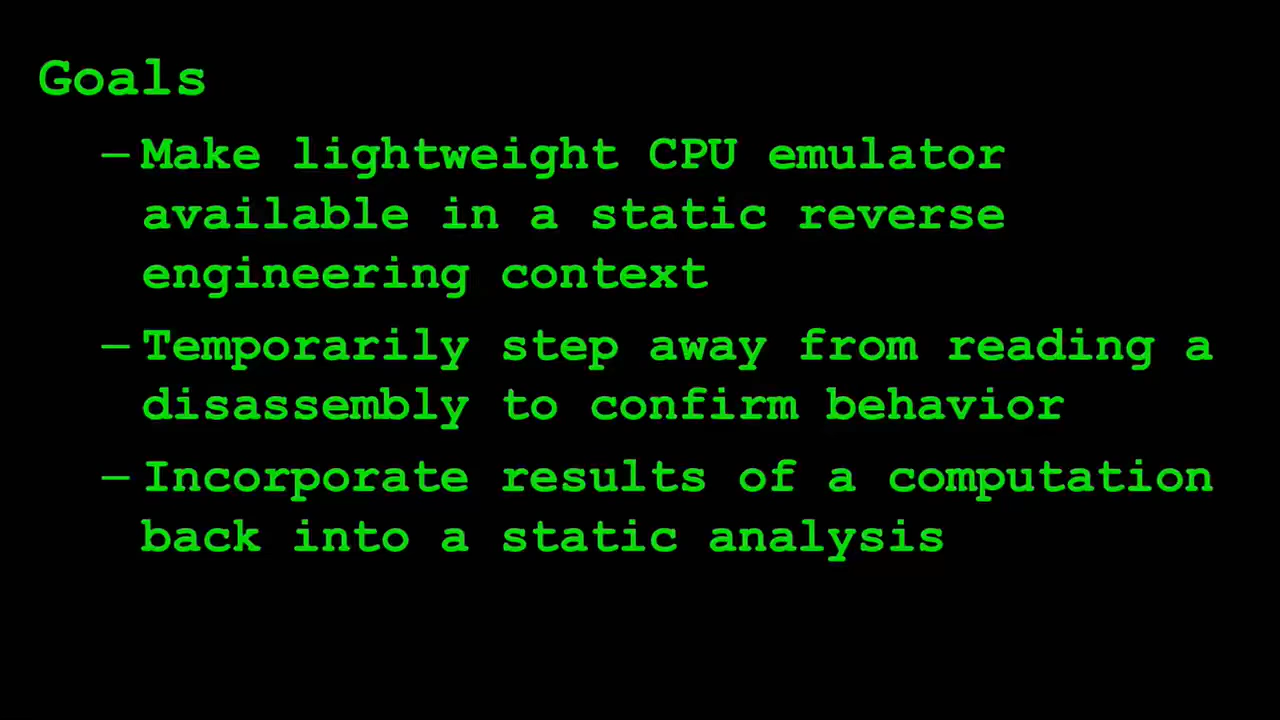 Goals
– Make lightweight CPU emulator
available in a static reverse
engineering context
– Temporarily step away from reading a
disassembly to confirm behavior
– Incorporate results of a computation
back into a static analysis